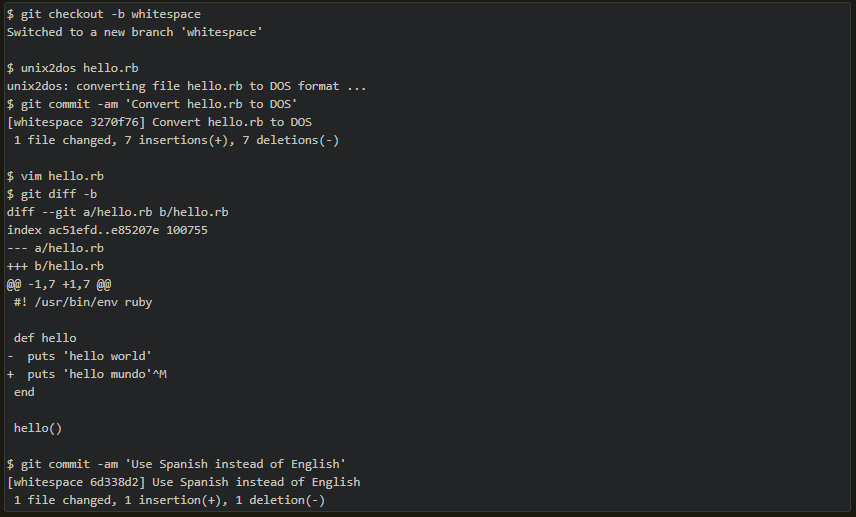 $ git checkout -b whitespace
Switched to a new branch 'whitespace'
$ unix2dos hello.rb
unix2dos: converting file hello.rb to DOS format ...
$ git commit -am 'Convert hello.rb to DOS'
[whitespace 3270f76] Convert hello.rb to DOS
 1 file changed, 7 insertions(+), 7 deletions(-)
$ vim hello.rb
$ git diff -b
diff --git a/hello.rb b/hello.rb
index ac51efd..e85207e 100755
--- a/hello.rb
+++ b/hello.rb
@@ -1,7 +1,7 @@
 #! /usr/bin/env ruby
 def hello
-  puts 'hello world'
+  puts 'hello mundo'^M
 end
 hello()
$ git commit -am 'Use Spanish instead of English'
[whitespace 6d338d2] Use Spanish instead of English
 1 file changed, 1 insertion(+), 1 deletion(-)